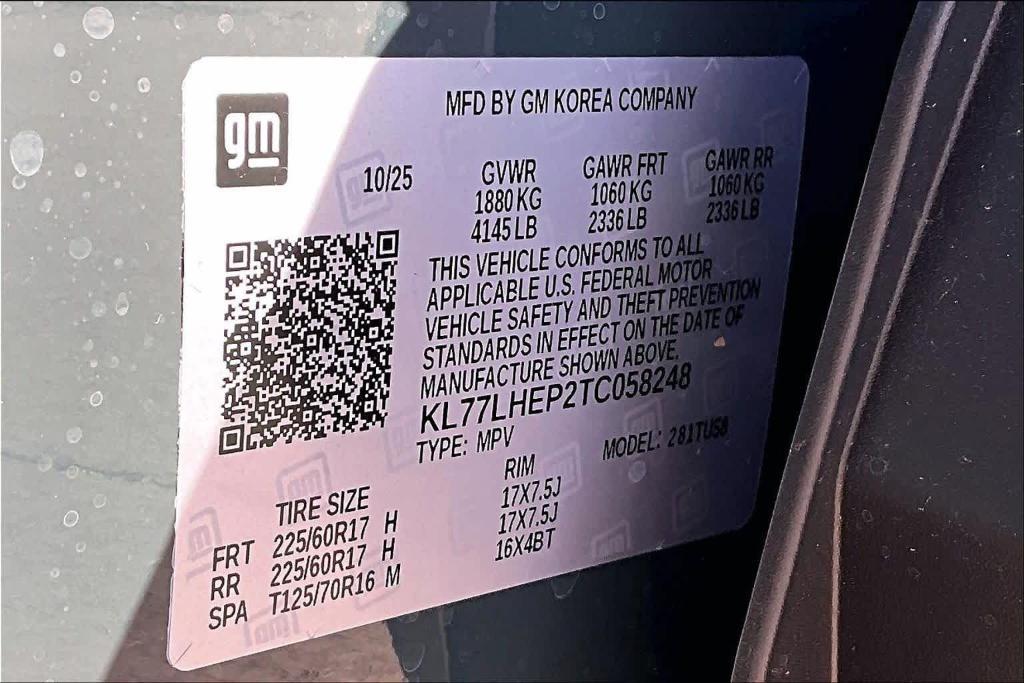 gm
MFD BY GM KOREA COMPANY
10/25 GVWR GAWR FRT GAWR RR
1880 KG 1060 KG 1060 KG
4145 LB 2336 LB 2336 LB
THIS VEHICLE CONFORMS TO ALL
APPLICABLE U.S. FEDERAL MOTOR
VEHICLE SAFETY AND THEFT PREVENTION
STANDARDS IN EFFECT ON THE DATE OF
MANUFACTURE SHOWN ABOVE.
KL77LHEP2TC058248
TYPE: MPV MODEL: 281TUS8
TIRE SIZE RIM
FRT 225/60R17 H 17X7.5J
RR 225/60R17 H 17X7.5J
SPA T125/70R16 M 16X4BT